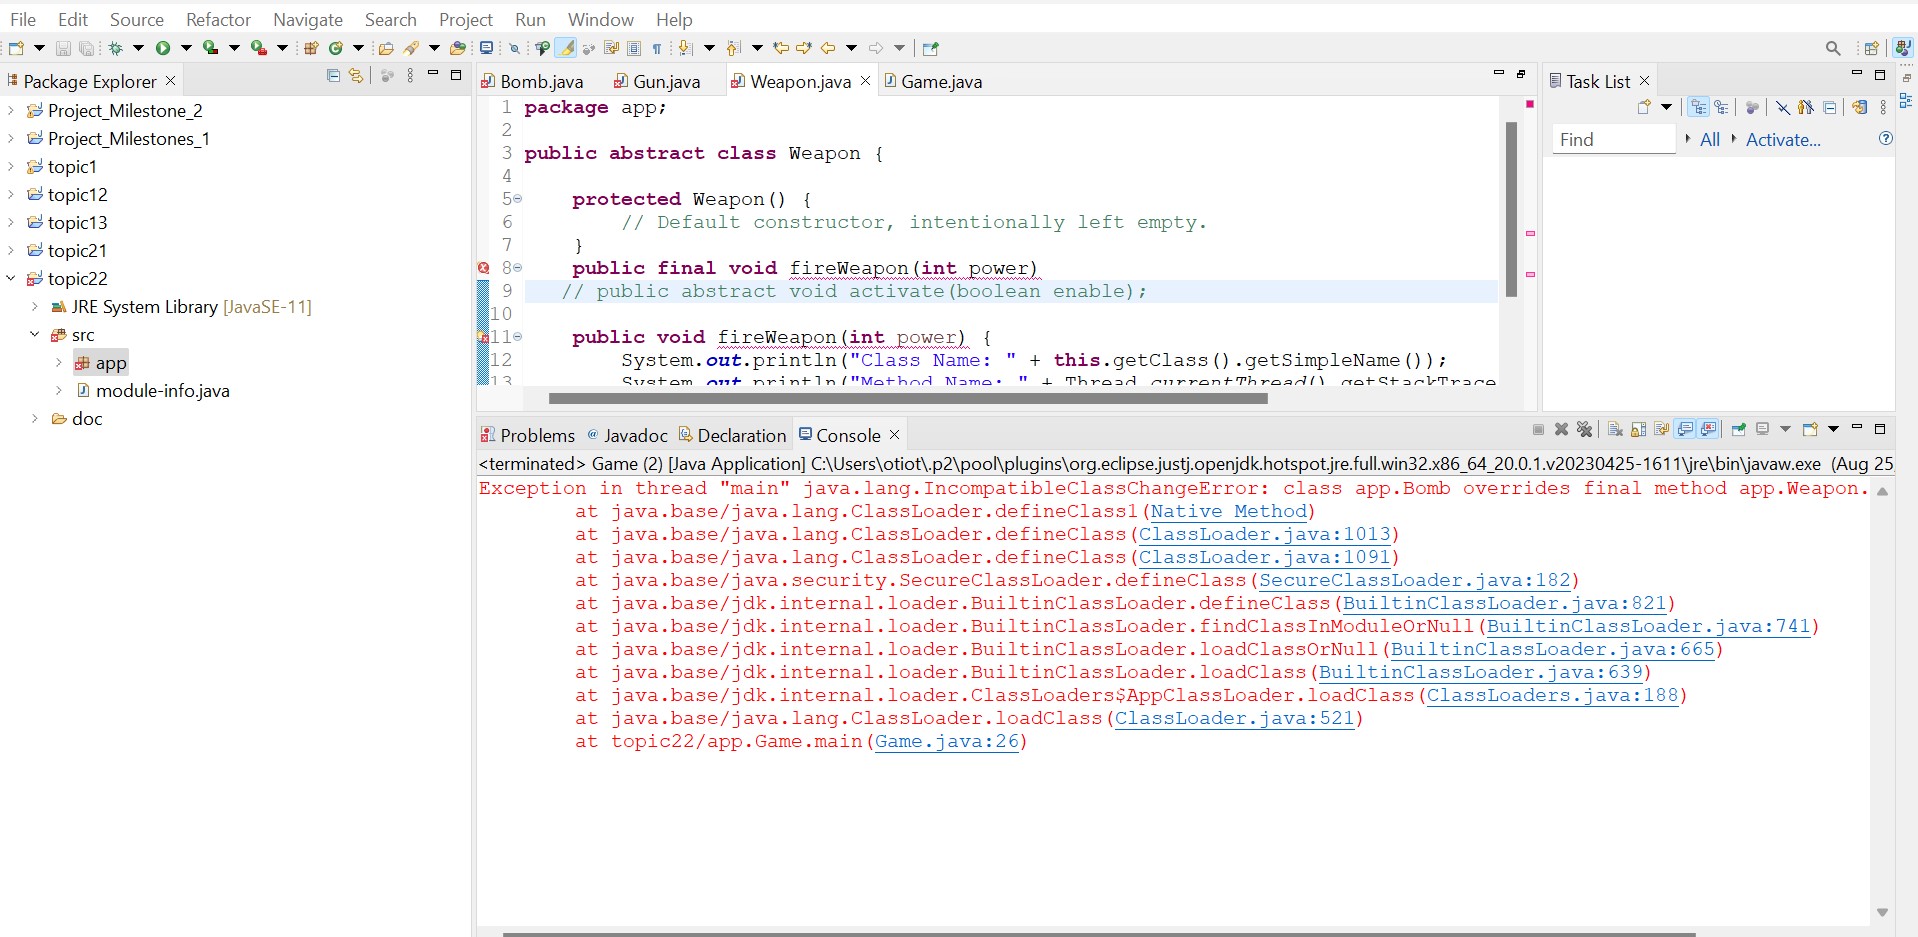 File Edit Source Refactor Navigate Search Project Run Window Help
Package Explorer
Project_Milestone_2
Project_Milestones_1
topic1
topic12
topic13
topic21
topic22
JRE System Library [JavaSE-11]
src
app
module-info.java
doc
Bomb.java Gun.java Weapon.java Game.java
1 package app;
2
3 public abstract class Weapon {
4
5 protected Weapon() {
6 // Default constructor, intentionally left empty.
7 }
8 public final void fireWeapon(int power)
9 // public abstract void activate(boolean enable);
10
11 public void fireWeapon(int power) {
12 System.out.println("Class Name: " + this.getClass().getSimpleName());
13 System.out.println("Method Name: " + Thread.currentThread().getStackTrace
Task List
Find All Activate...
Problems Javadoc Declaration Console
<terminated> Game (2) [Java Application] C:\Users\otiot\.p2\pool\plugins\org.eclipse.justj.openjdk.hotspot.jre.full.win32.x86_64_20.0.1.v20230425-1611\jre\bin\javaw.exe (Aug 25,
Exception in thread "main" java.lang.IncompatibleClassChangeError: class app.Bomb overrides final method app.Weapon.
at java.base/java.lang.ClassLoader.defineClass1(Native Method)
at java.base/java.lang.ClassLoader.defineClass(ClassLoader.java:1013)
at java.base/java.lang.ClassLoader.defineClass(ClassLoader.java:1091)
at java.base/java.security.SecureClassLoader.defineClass(SecureClassLoader.java:182)
at java.base/jdk.internal.loader.BuiltinClassLoader.defineClass(BuiltinClassLoader.java:821)
at java.base/jdk.internal.loader.BuiltinClassLoader.findClassInModuleOrNull(BuiltinClassLoader.java:741)
at java.base/jdk.internal.loader.BuiltinClassLoader.loadClassOrNull(BuiltinClassLoader.java:665)
at java.base/jdk.internal.loader.BuiltinClassLoader.loadClass(BuiltinClassLoader.java:639)
at java.base/jdk.internal.loader.ClassLoaders$AppClassLoader.loadClass(ClassLoaders.java:188)
at java.base/java.lang.ClassLoader.loadClass(ClassLoader.java:521)
at topic22/app.Game.main(Game.java:26)